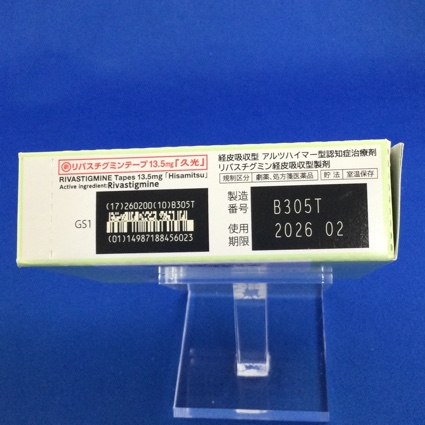 劇 リバスチグミンテープ13.5mg「久光」
RIVASTIGMINE Tapes 13.5mg「Hisamitsu」
Active ingredient:Rivastigmine
GS1
(17)260200(10)B305T
(01)14987188456023
経皮吸収型 アルツハイマー型認知症治療剤
リバスチグミン経皮吸収型製剤
規制区分 劇薬、処方箋医薬品 貯法 室温保存
製造番号 B305T
使用期限 2026 02